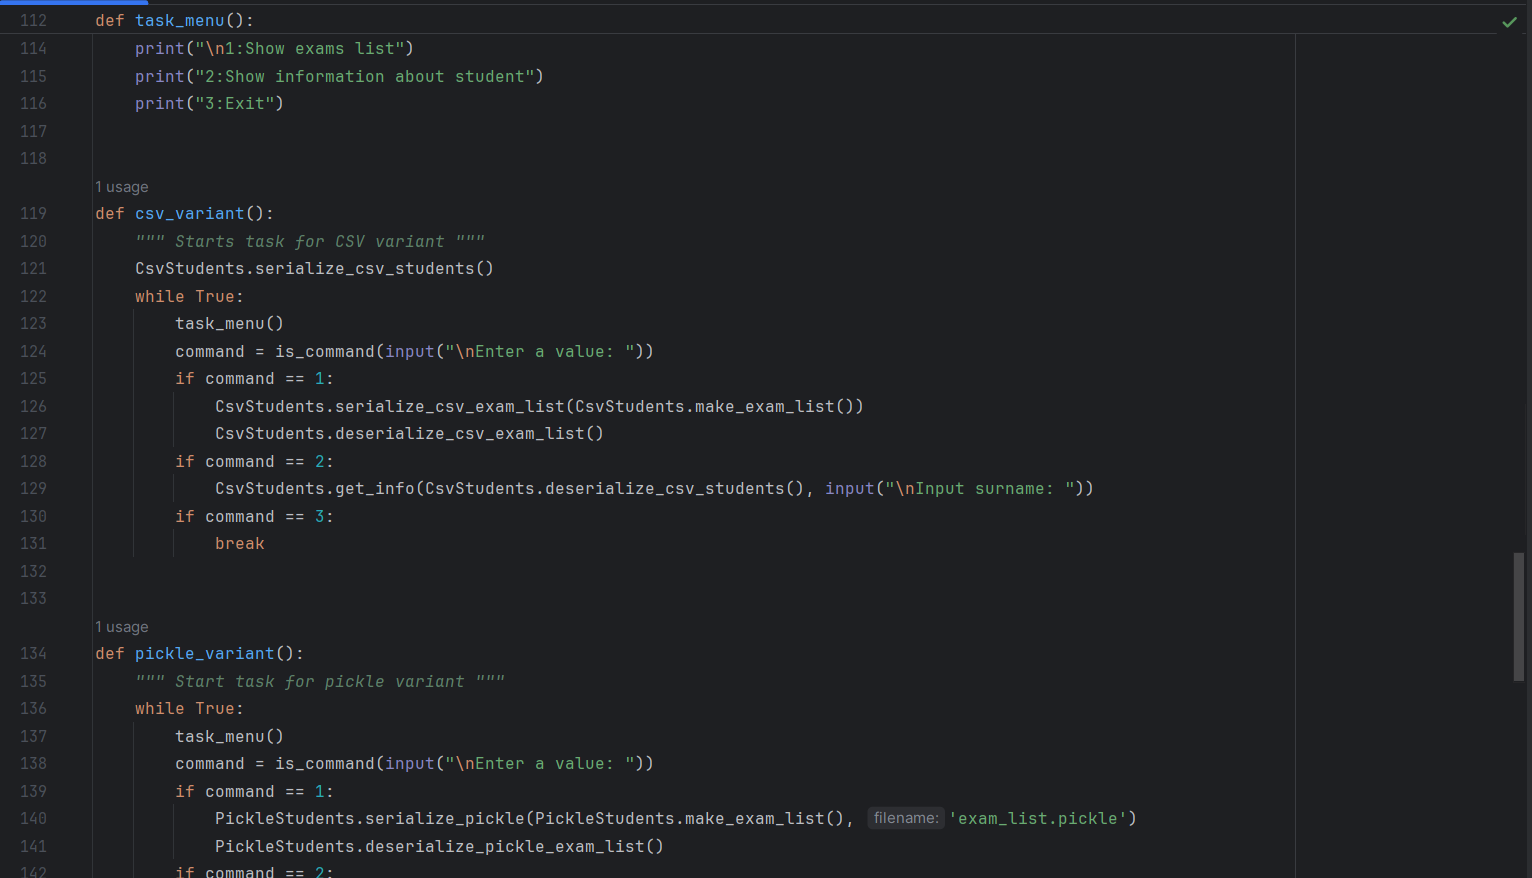 112 def task_menu():
114     print("\n1:Show exams list")
115     print("2:Show information about student")
116     print("3:Exit")
117
118
1 usage
119 def csv_variant():
120     """ Starts task for CSV variant """
121     CsvStudents.serialize_csv_students()
122     while True:
123         task_menu()
124         command = is_command(input("\nEnter a value: "))
125         if command == 1:
126             CsvStudents.serialize_csv_exam_list(CsvStudents.make_exam_list())
127             CsvStudents.deserialize_csv_exam_list()
128         if command == 2:
129             CsvStudents.get_info(CsvStudents.deserialize_csv_students(), input("\nInput surname: "))
130         if command == 3:
131             break
132
133
1 usage
134 def pickle_variant():
135     """ Start task for pickle variant """
136     while True:
137         task_menu()
138         command = is_command(input("\nEnter a value: "))
139         if command == 1:
140             PickleStudents.serialize_pickle(PickleStudents.make_exam_list(), filename: 'exam_list.pickle')
141             PickleStudents.deserialize_pickle_exam_list()
142         if command == 2: